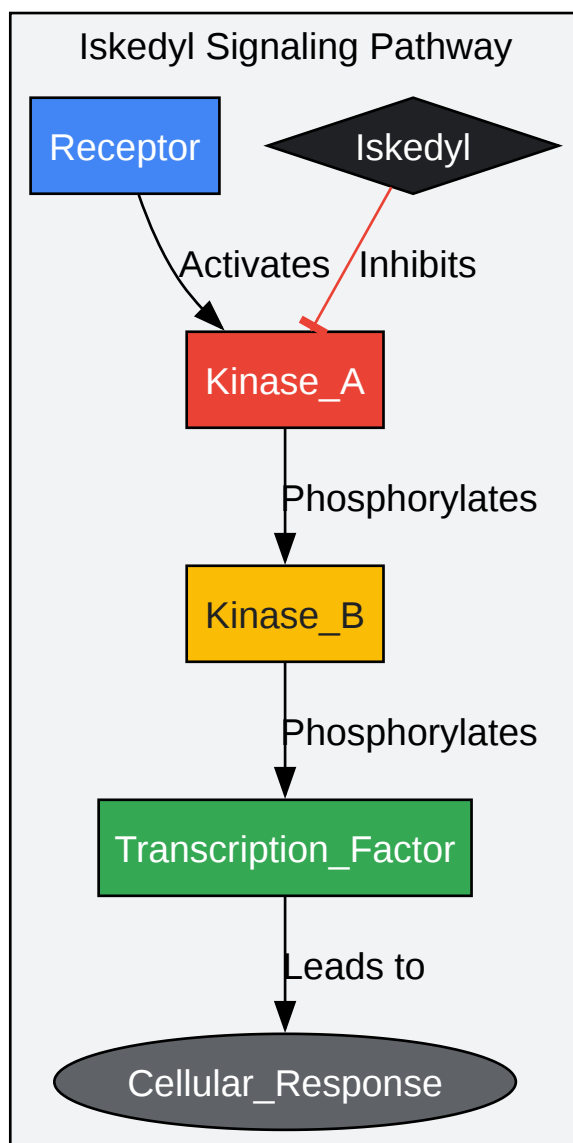 Iskedyl Signaling Pathway
Receptor
Iskedyl
Activates
Inhibits
Kinase_A
Phosphorylates
Kinase_B
Phosphorylates
Transcription_Factor
Leads to
Cellular_Response